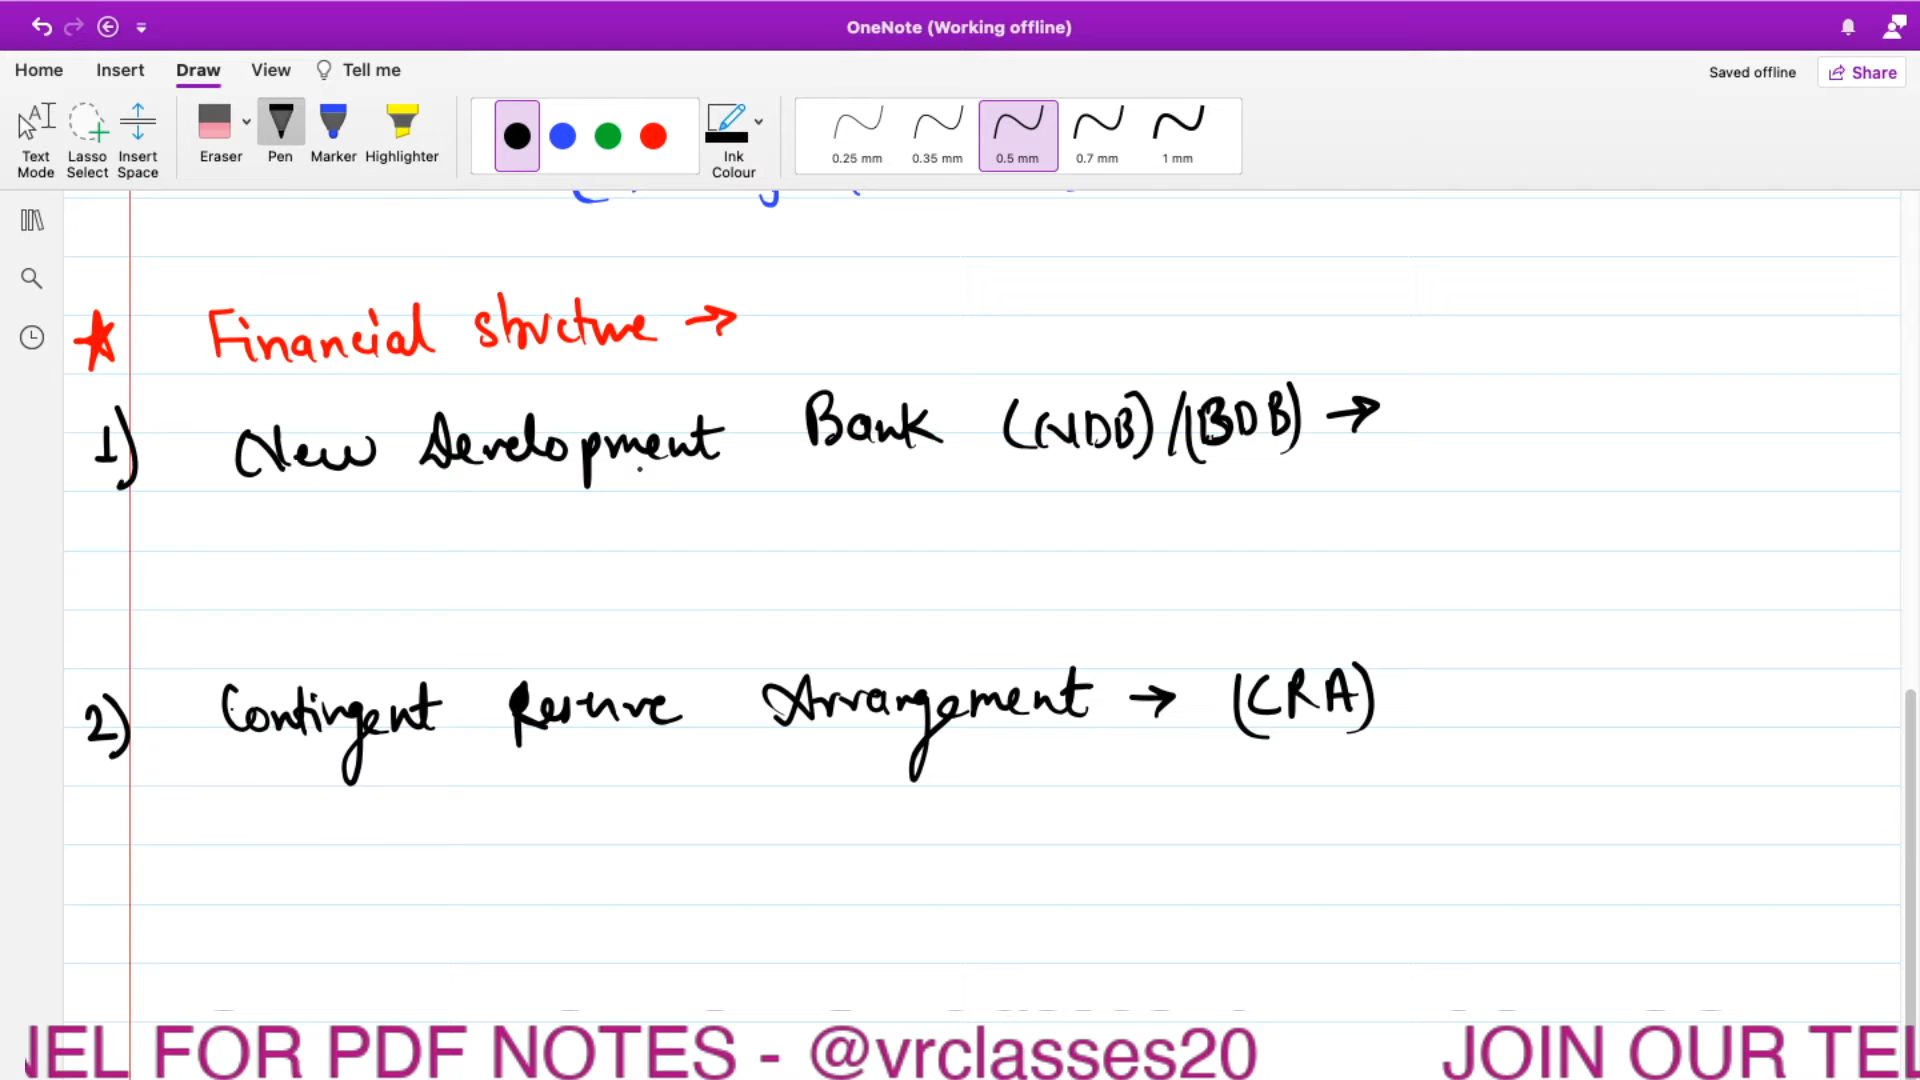 OneNote (Working offline)
Home Insert Draw View Tell me Saved offline Share
Text Mode Lasso Select Insert Space Eraser Pen Marker Highlighter Ink Colour 0.25 mm 0.35 mm 0.5 mm 0.7 mm 1 mm
Financial structure →
1) New Development Bank (NDB)/(BDB) →
2) Contingent Reserve Arrangement → (CRA)
NEL FOR PDF NOTES - @vrclasses20 JOIN OUR TEL